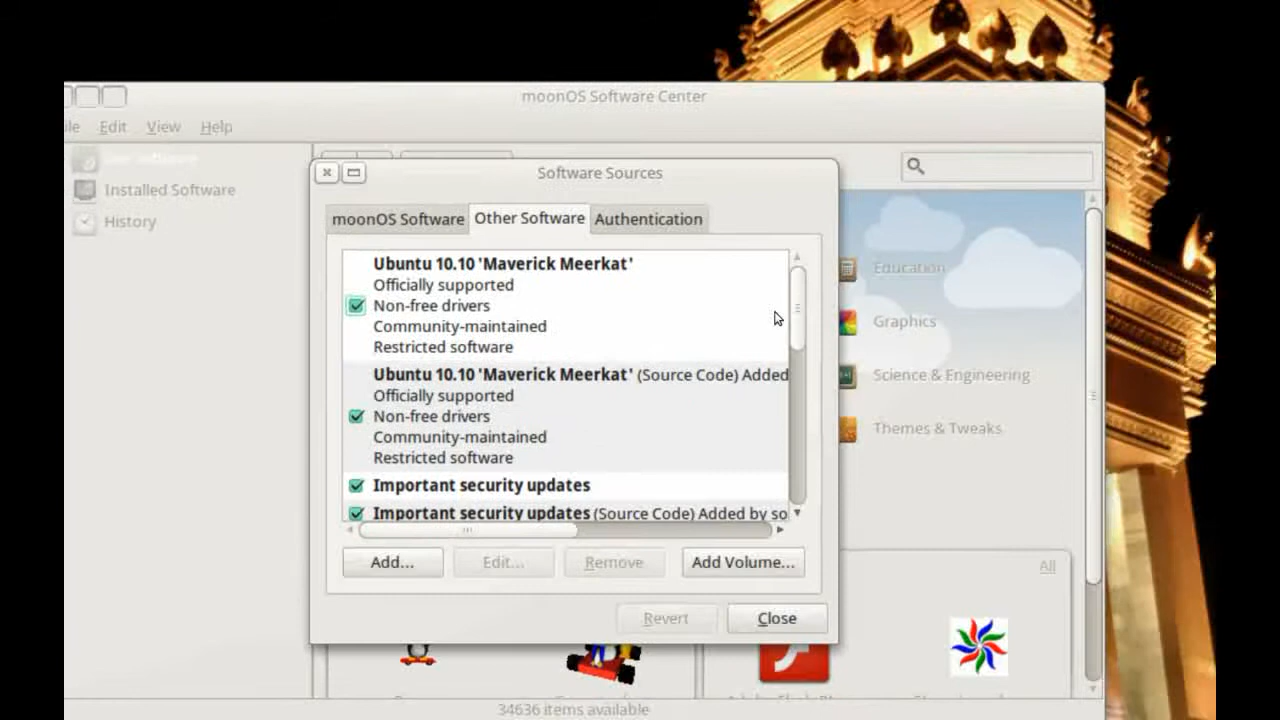 moonOS Software Center
Edit View Help
Installed Software
History
Software Sources
moonOS Software Other Software Authentication
Ubuntu 10.10 'Maverick Meerkat'
Officially supported
Non-free drivers
Community-maintained
Restricted software
Ubuntu 10.10 'Maverick Meerkat' (Source Code) Added
Officially supported
Non-free drivers
Community-maintained
Restricted software
Important security updates
Important security updates (Source Code) Added by so
Add... Edit... Remove Add Volume...
Revert Close
Education
Graphics
Science & Engineering
Themes & Tweaks
All
34636 items available